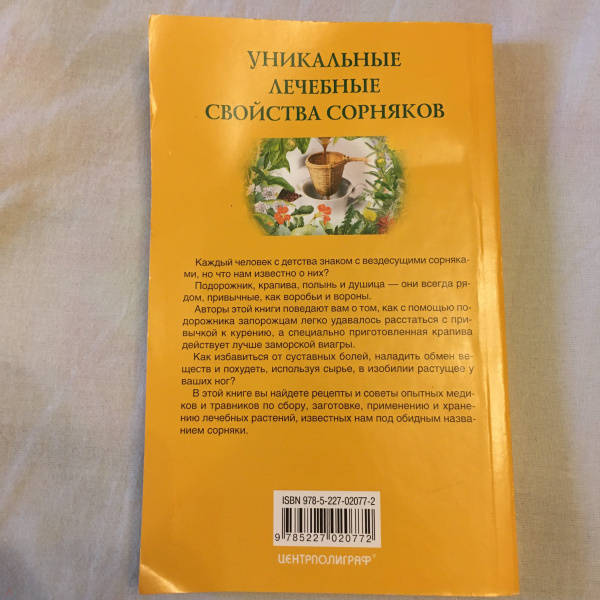 УНИКАЛЬНЫЕ
ЛЕЧЕБНЫЕ
СВОЙСТВА СОРНЯКОВ
Каждый человек с детства знаком с вездесущими сорняка-
ми, но что нам известно о них?
Подорожник, крапива, полынь и душица — они всегда ря-
дом, привычные, как воробьи и вороны.
Авторы этой книги поведают вам о том, как с помощью по-
дорожника запорожцам легко удавалось расстаться с при-
вычкой к курению, а специально приготовленная крапива
действует лучше заморской виагры.
Как избавиться от суставных болей, наладить обмен ве-
ществ и похудеть, используя сырье, в изобилии растущее у
ваших ног?
В этой книге вы найдете рецепты и советы опытных меди-
ков и травников по сбору, заготовке, применению и хране-
нию лечебных растений, известных нам под обидным назва-
нием сорняки.
ISBN 978-5-227-02077-2
9 785227 020772
ЦЕНТРПОЛИГРАФ®